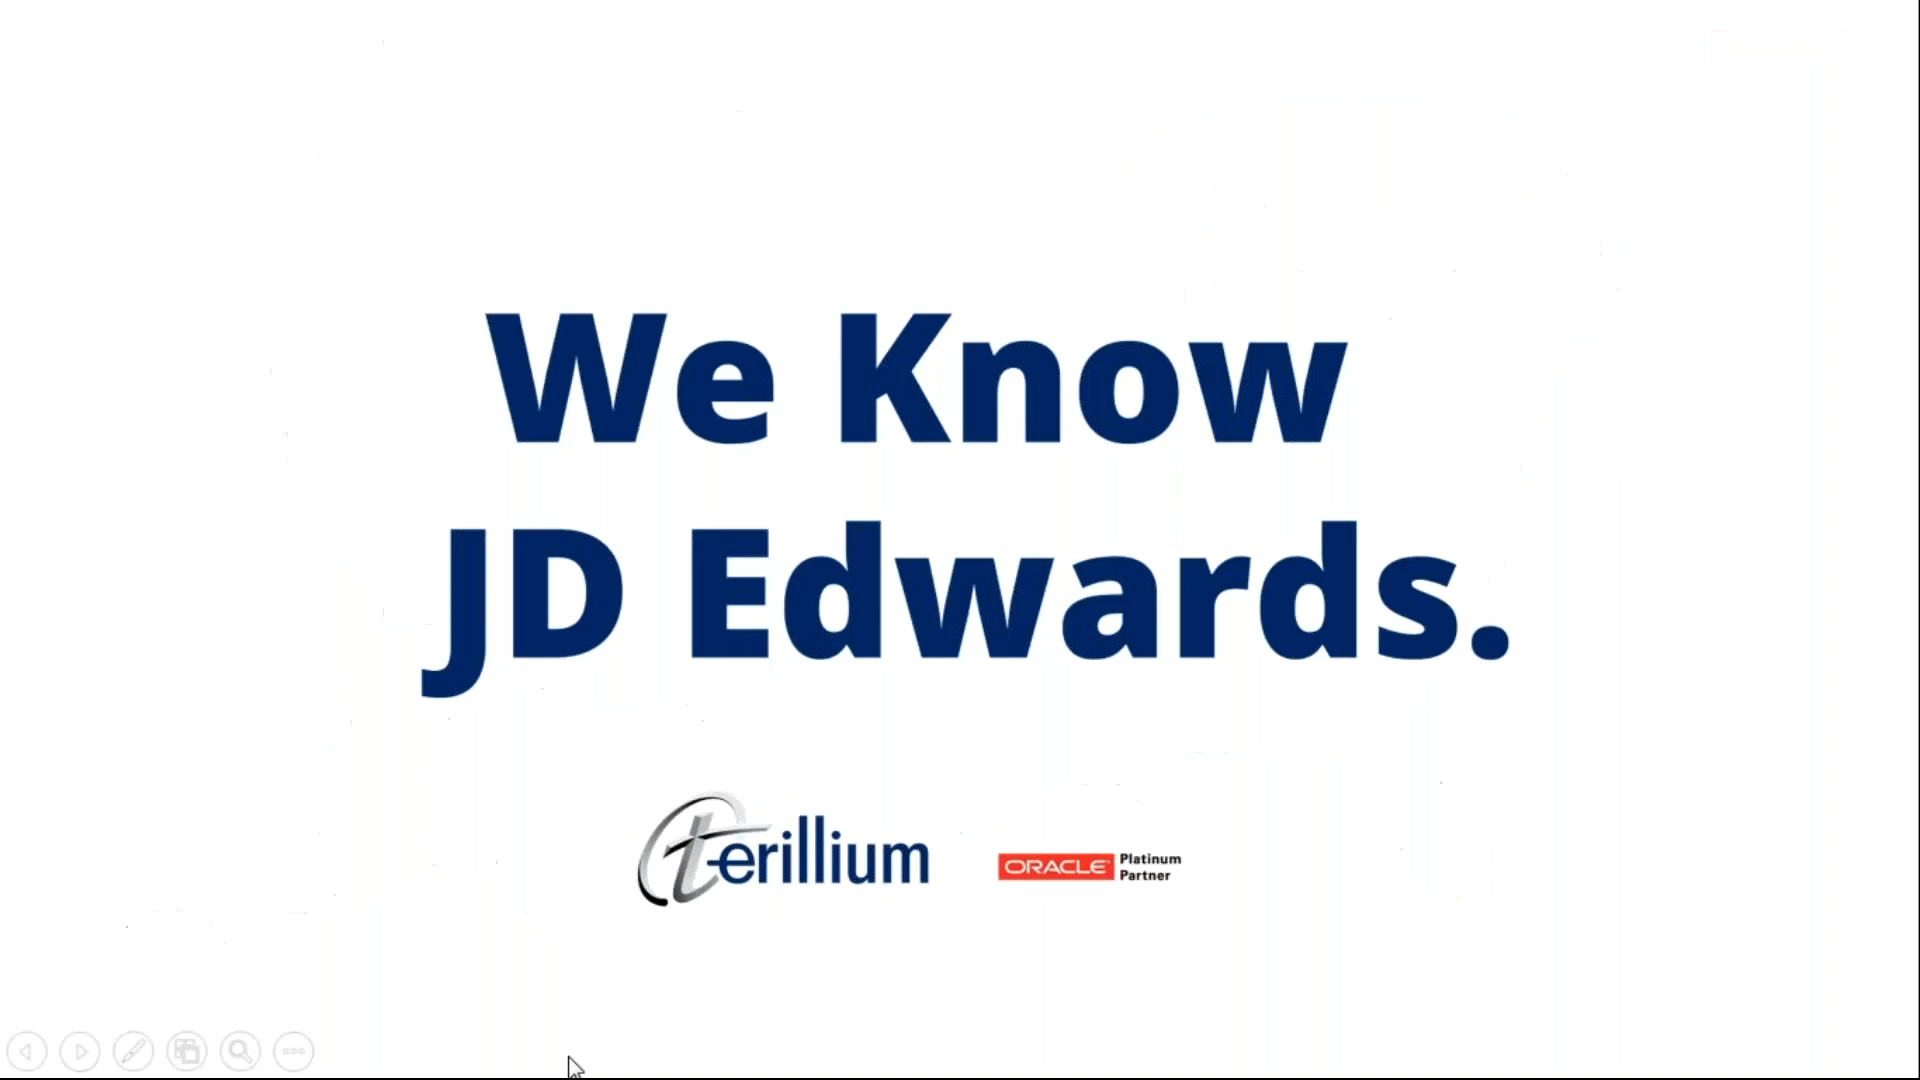 We Know
JD Edwards.
terillium
ORACLE Platinum
Partner